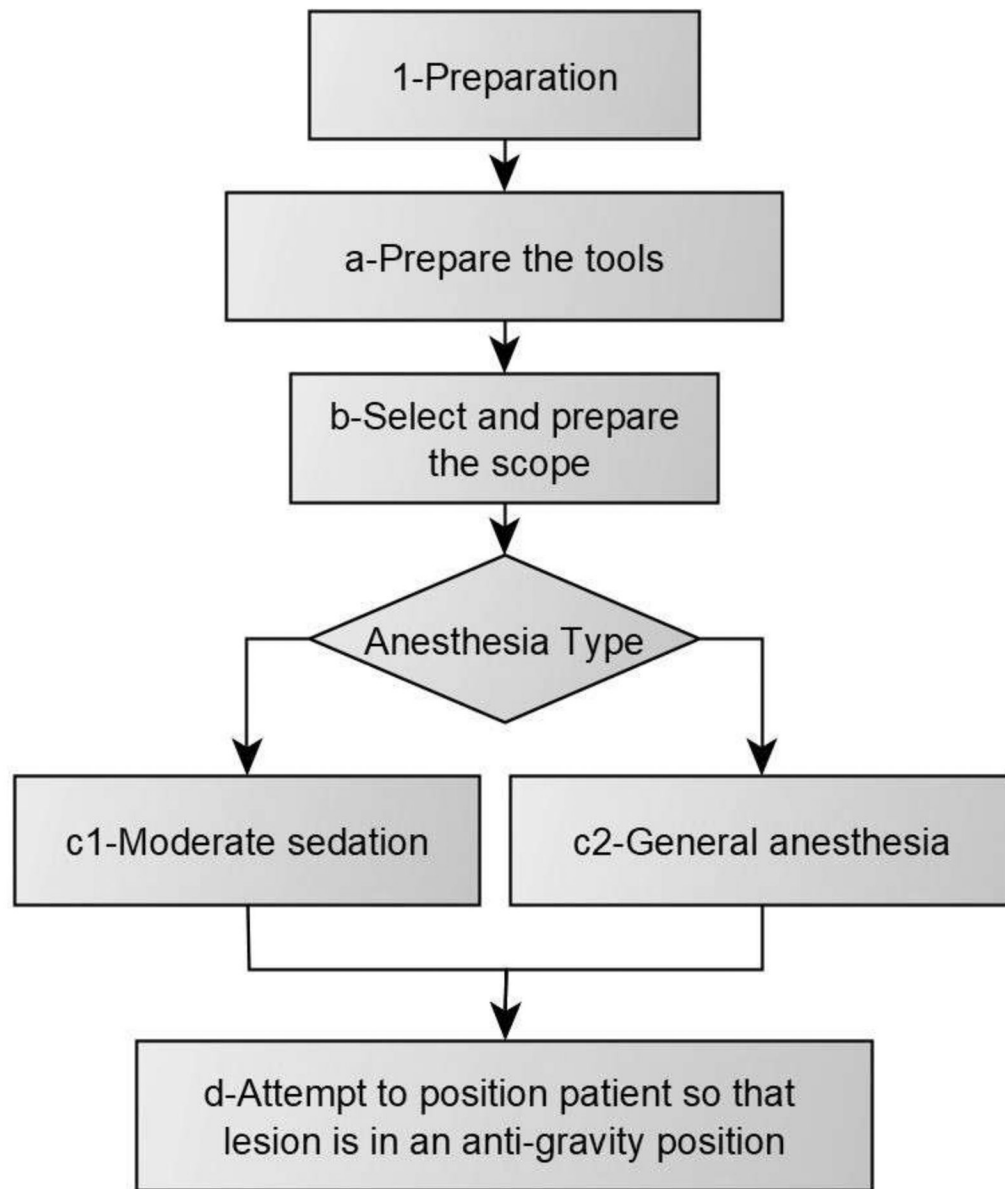 1-Preparation
a-Prepare the tools
b-Select and prepare
the scope
Anesthesia Type
c1-Moderate sedation
c2-General anesthesia
d-Attempt to position patient so that
lesion is in an anti-gravity position